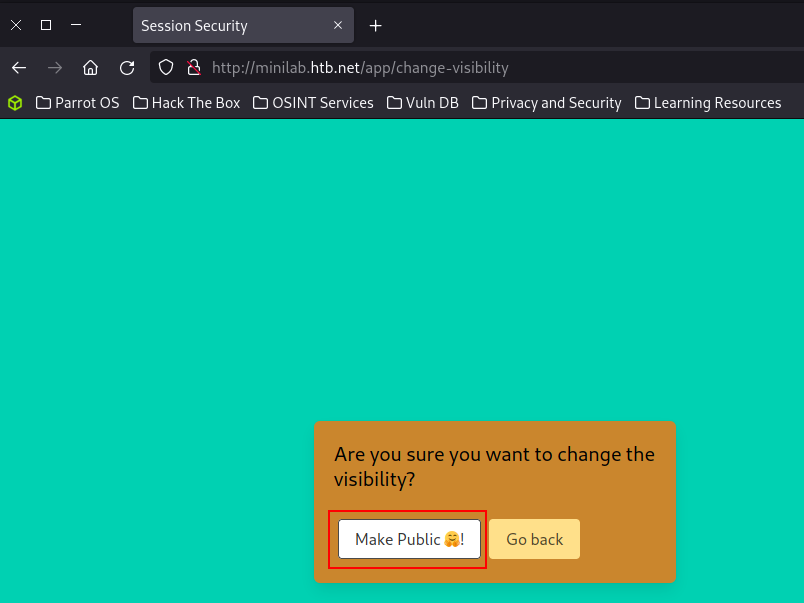 Session Security
http://minilab.htb.net/app/change-visibility
Parrot OS Hack The Box OSINT Services Vuln DB Privacy and Security Learning Resources
Are you sure you want to change the
visibility?
Make Public 🤗! Go back